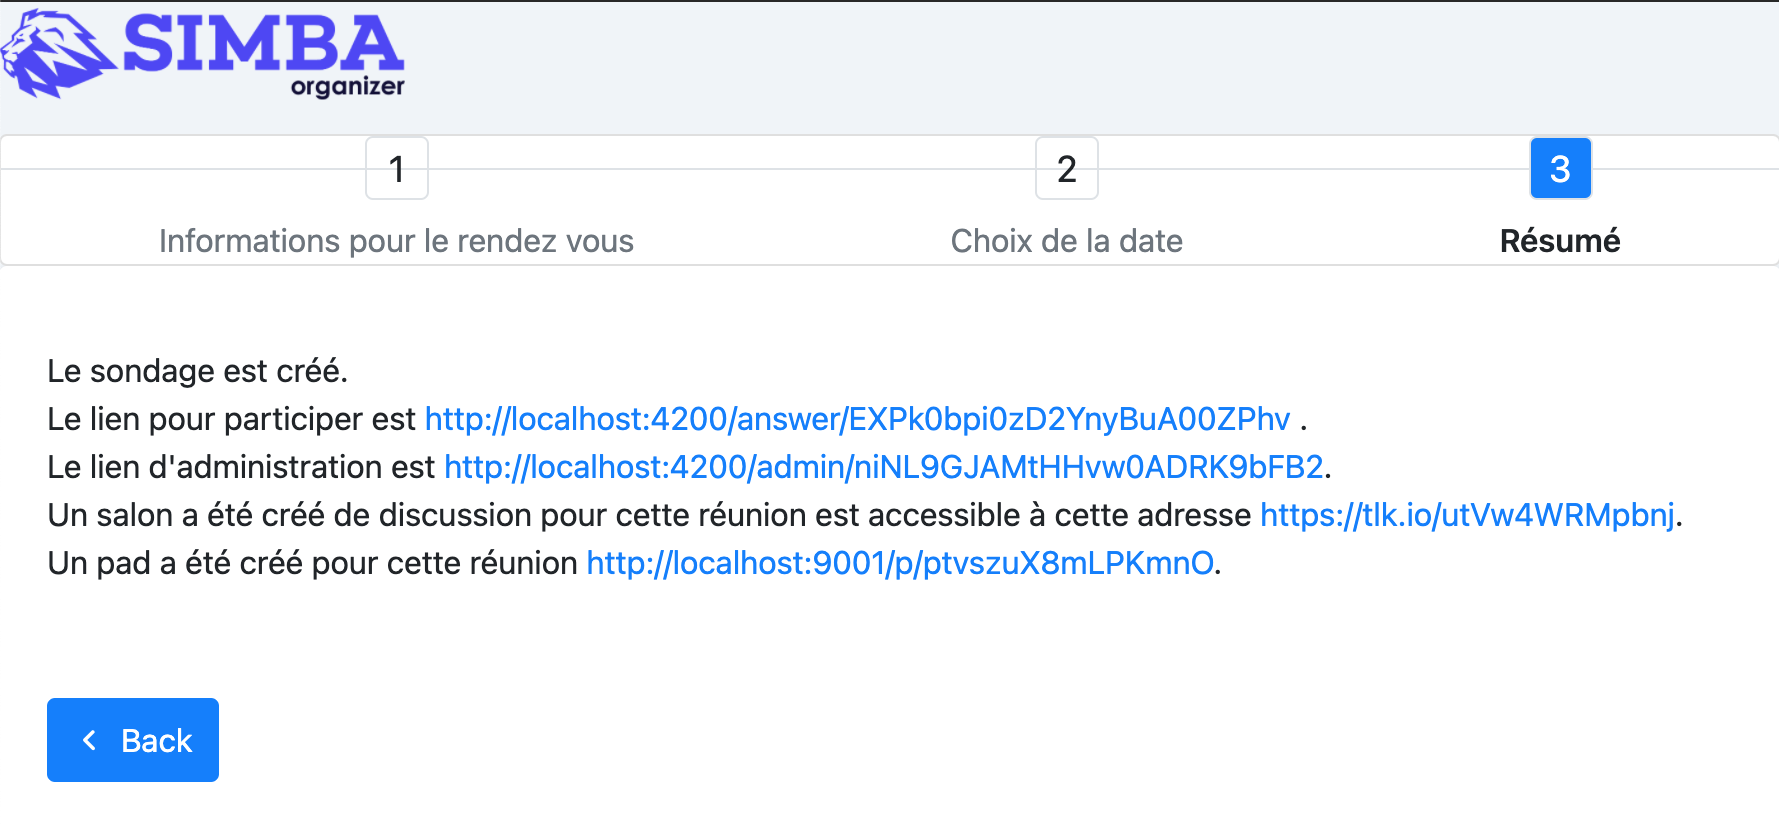 SIMBA
organizer
1
2
3
Informations pour le rendez vous
Choix de la date
Résumé
Le sondage est créé.
Le lien pour participer est http://localhost:4200/answer/EXPk0bpi0zD2YnyBuA00ZPhv .
Le lien d'administration est http://localhost:4200/admin/niNL9GJAMtHHvw0ADRK9bFB2.
Un salon a été créé de discussion pour cette réunion est accessible à cette adresse https://tlk.io/utVw4WRMpbnj.
Un pad a été créé pour cette réunion http://localhost:9001/p/ptvszuX8mLPKmnO.
Back